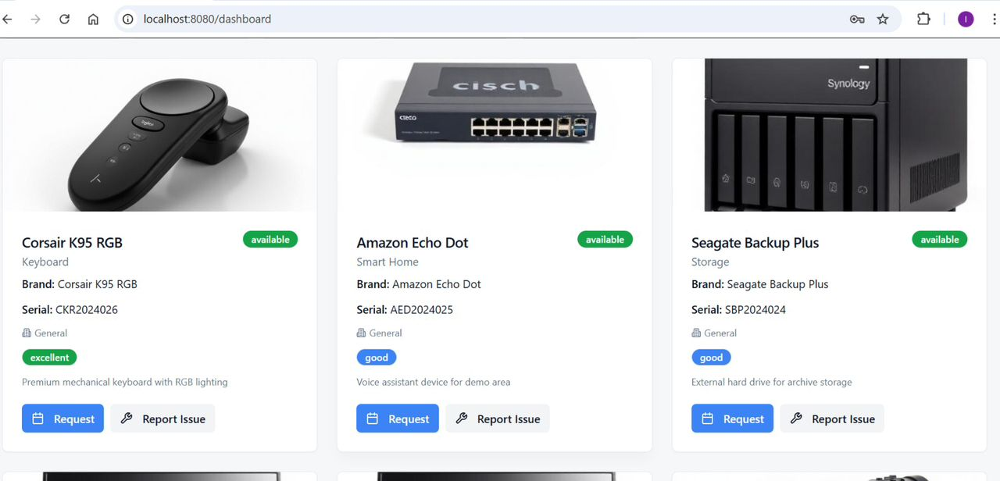 localhost:8080/dashboard
I
cisch
Synology
Corsair K95 RGB
available
Keyboard
Brand: Corsair K95 RGB
Serial: CKR2024026
General
excellent
Premium mechanical keyboard with RGB lighting
Request
Report Issue
Amazon Echo Dot
available
Smart Home
Brand: Amazon Echo Dot
Serial: AED2024025
General
good
Voice assistant device for demo area
Request
Report Issue
Seagate Backup Plus
available
Storage
Brand: Seagate Backup Plus
Serial: SBP2024024
General
good
External hard drive for archive storage
Request
Report Issue